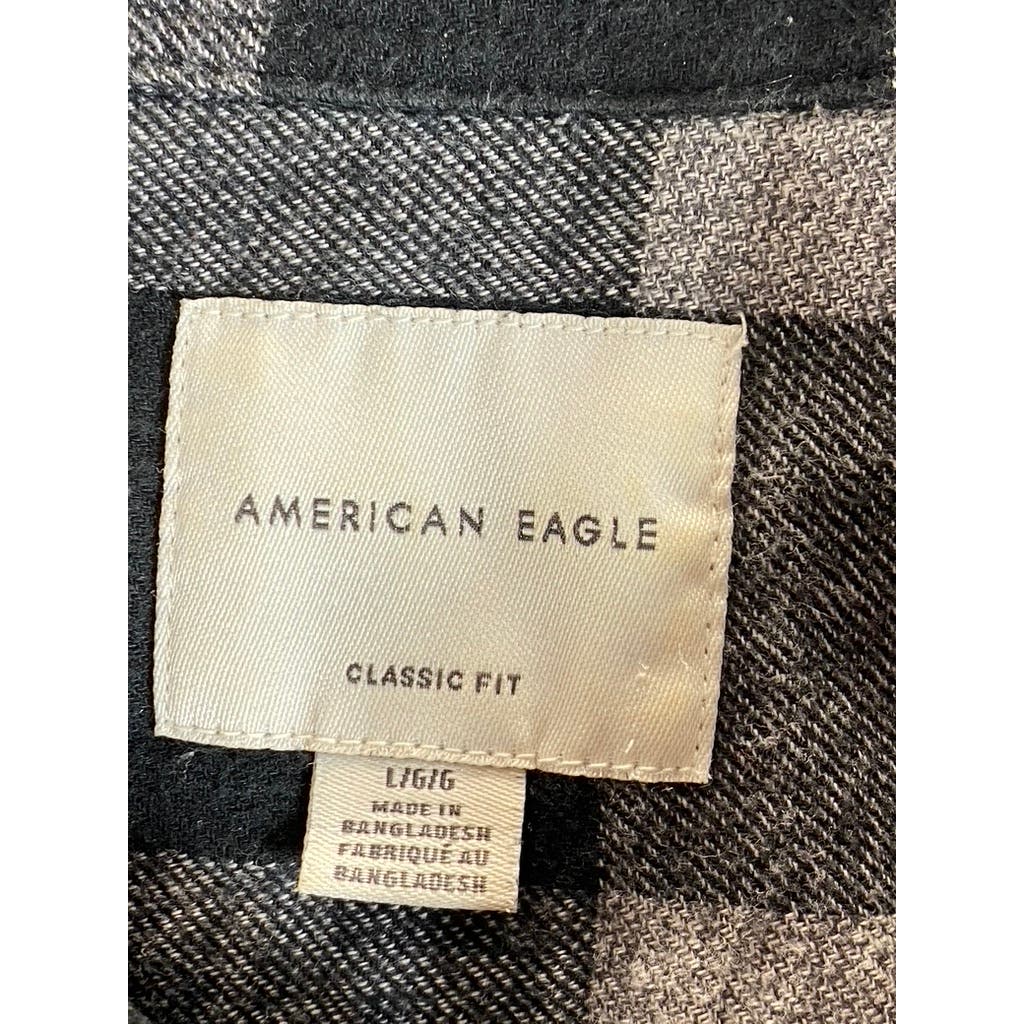 AMERICAN EAGLE
CLASSIC FIT
L/G/G
MADE IN
BANGLADESH
FABRIQUÉ AU
BANGLADESH